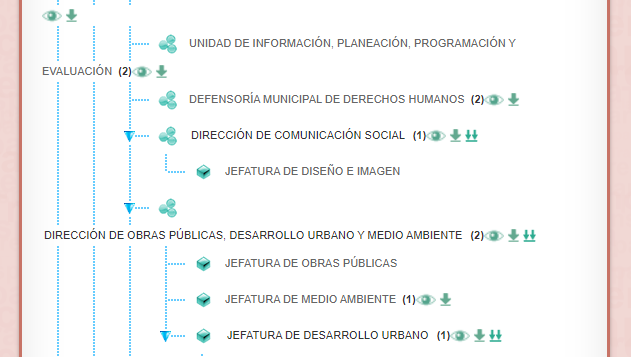 UNIDAD DE INFORMACIÓN, PLANEACIÓN, PROGRAMACIÓN Y
EVALUACIÓN (2)
DEFENSORÍA MUNICIPAL DE DERECHOS HUMANOS (2)
DIRECCIÓN DE COMUNICACIÓN SOCIAL (1)
JEFATURA DE DISEÑO E IMAGEN
DIRECCIÓN DE OBRAS PÚBLICAS, DESARROLLO URBANO Y MEDIO AMBIENTE (2)
JEFATURA DE OBRAS PÚBLICAS
JEFATURA DE MEDIO AMBIENTE (1)
JEFATURA DE DESARROLLO URBANO (1)